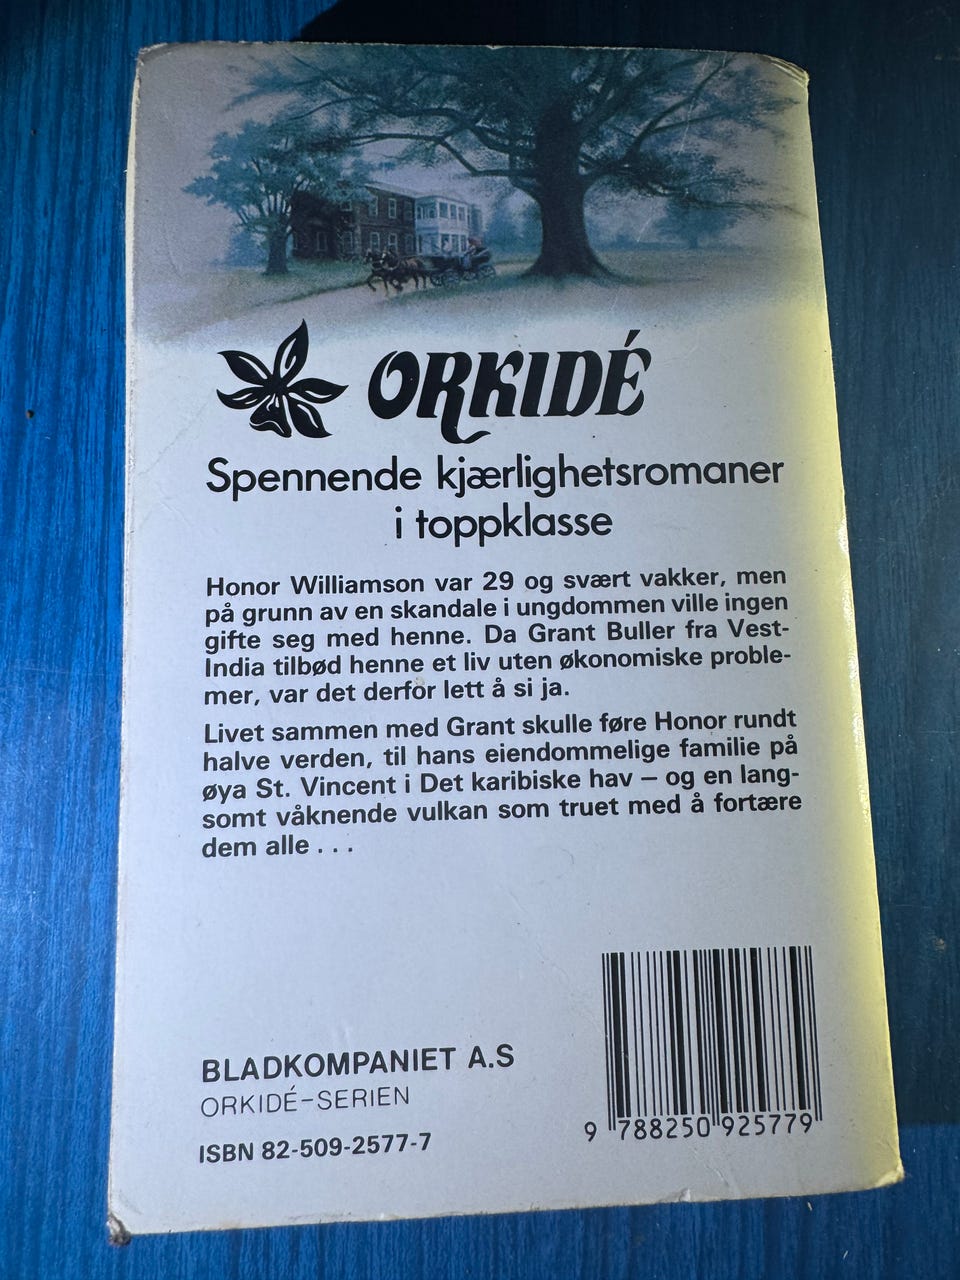 ORKIDÉ
Spennende kjærlighetsromaner
i toppklasse
Honor Williamson var 29 og svært vakker, men
på grunn av en skandale i ungdommen ville ingen
gifte seg med henne. Da Grant Buller fra Vest-
India tilbød henne et liv uten økonomiske proble-
mer, var det derfor lett å si ja.
Livet sammen med Grant skulle føre Honor rundt
halve verden, til hans eiendommelige familie på
øya St. Vincent i Det karibiske hav – og en lang-
somt våknende vulkan som truet med å fortære
dem alle . . .
BLADKOMPANIET A.S
ORKIDÉ-SERIEN
ISBN 82-509-2577-7
9 788250 925779